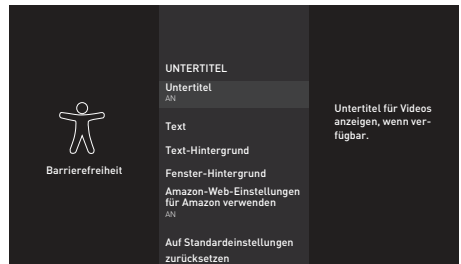 Barrierefreiheit
UNTERTITEL
Untertitel
AN
Text
Text-Hintergrund
Fenster-Hintergrund
Amazon-Web-Einstellungen
für Amazon verwenden
AN
Auf Standardeinstellungen
zurücksetzen
Untertitel für Videos
anzeigen, wenn ver-
fügbar.